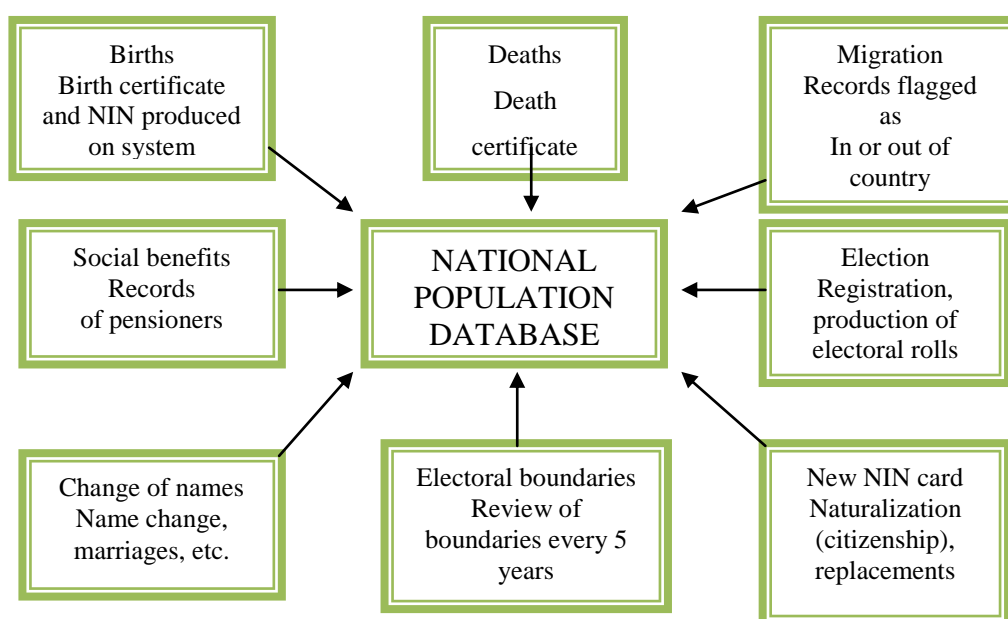 Births
Birth certificate
and NIN produced
on system
Deaths
Death
certificate
Migration
Records flagged
as
In or out of
country
Social benefits
Records
of pensioners
NATIONAL
POPULATION
DATABASE
Election
Registration,
production of
electoral rolls
Change of names
Name change,
marriages, etc.
Electoral boundaries
Review of
boundaries every 5
years
New NIN card
Naturalization
(citizenship),
replacements